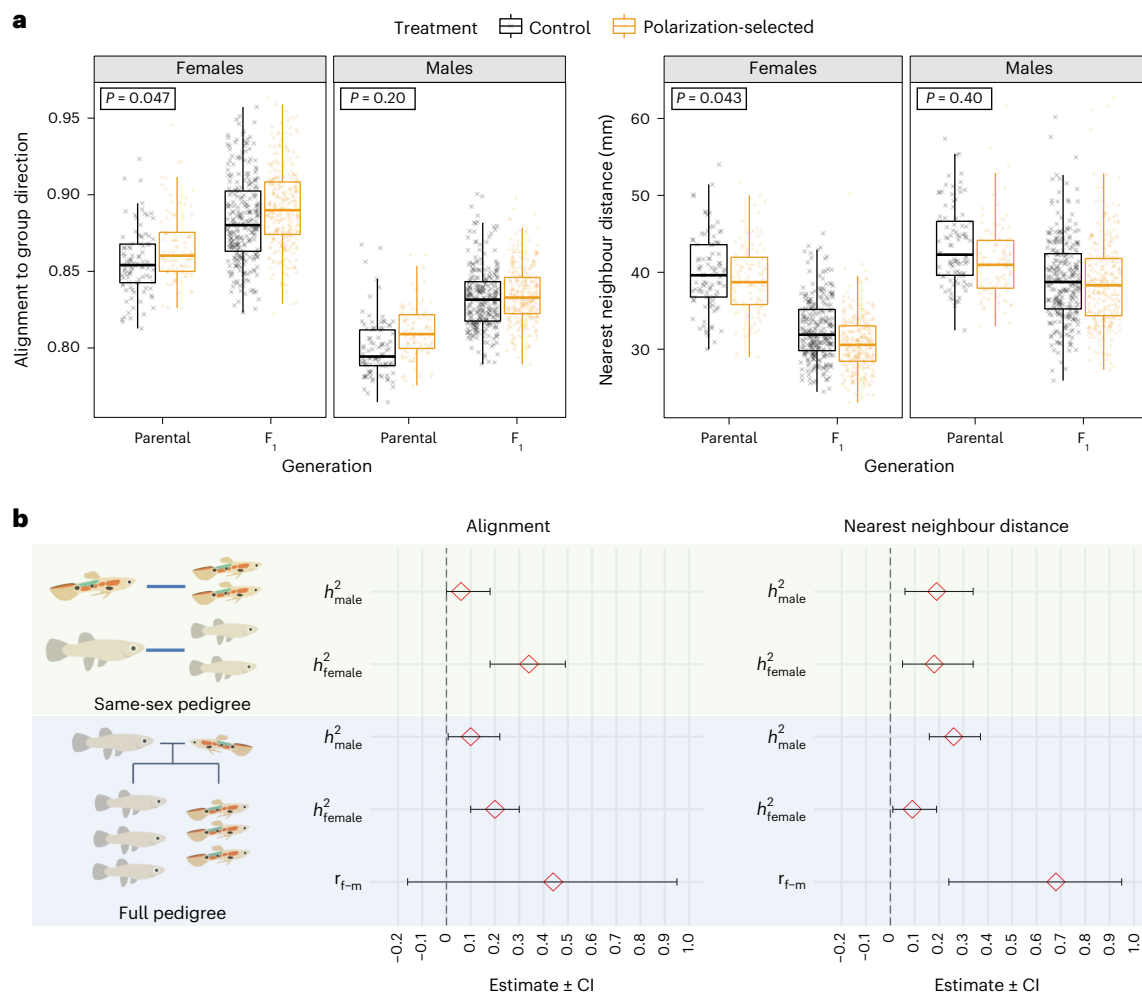 a
Treatment Control Polarization-selected
Females Males Females Males
P = 0.047 P = 0.20 P = 0.043 P = 0.40
Alignment to group direction
0.95
0.90
0.85
0.80
Nearest neighbour distance (mm)
60
50
40
30
Parental F1 Parental F1 Parental F1 Parental F1
Generation Generation
b
Alignment Nearest neighbour distance
h²male h²male
h²female h²female
Same-sex pedigree
h²male h²male
h²female h²female
rf–m rf–m
Full pedigree
–0.2 –0.1 0 0.1 0.2 0.3 0.4 0.5 0.6 0.7 0.8 0.9 1.0 –0.2 –0.1 0 0.1 0.2 0.3 0.4 0.5 0.6 0.7 0.8 0.9 1.0
Estimate ± CI Estimate ± CI